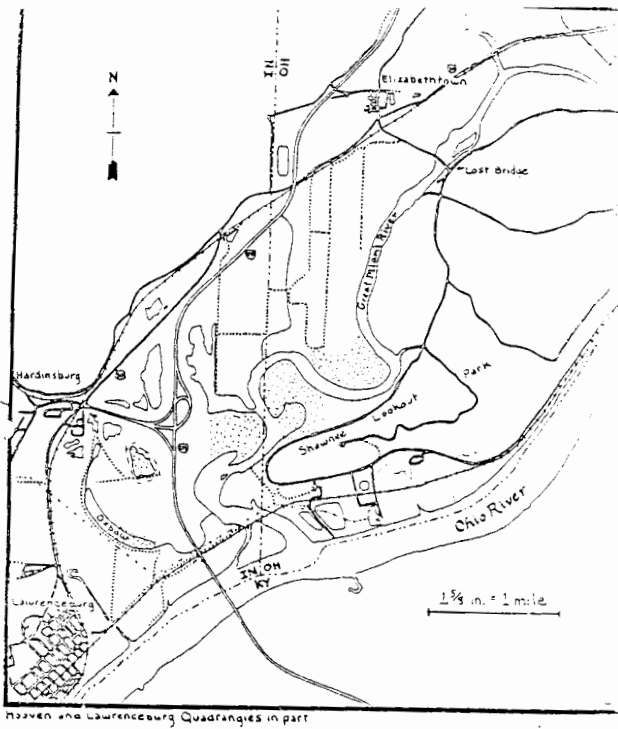 N
IN OH
Elizabethtown
Lost Bridge
Great Miami River
Hardinsburg
Shawnee Lookout Park
Oxbow
Ohio River
IN OH
KY
1 5/8 in. = 1 mile
Lawrenceburg
Hooven and Lawrenceburg Quadrangles in part